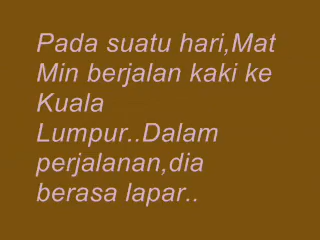 Pada suatu hari,Mat
Min berjalan kaki ke
Kuala
Lumpur..Dalam
perjalanan,dia
berasa lapar..